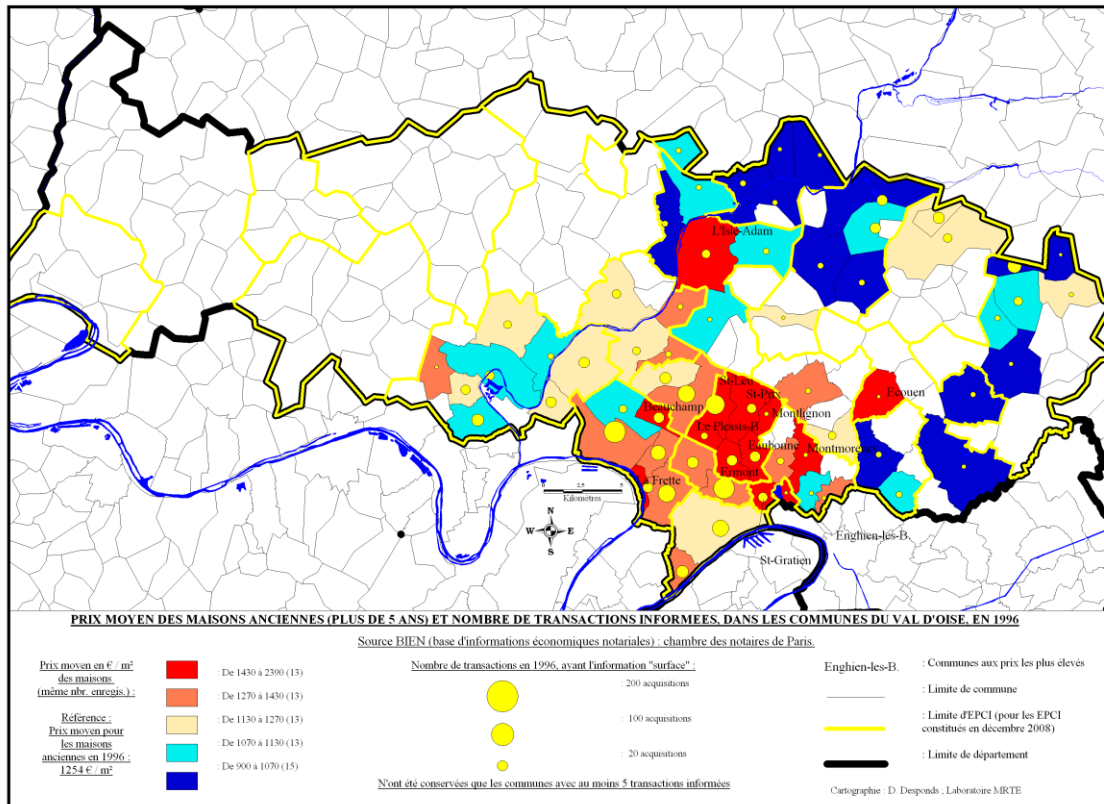 L'Isle-Adam
St-Leu
St-Prix
Ecouen
Beauchamp
Montlignon
Le Plessis-B.
Eaubonne
Montmore
Ermont
La Frette
0 2,5 5
Kilomètres
N
W E
S
Enghien-les-B.
St-Gratien
PRIX MOYEN DES MAISONS ANCIENNES (PLUS DE 5 ANS) ET NOMBRE DE TRANSACTIONS INFORMEES, DANS LES COMMUNES DU VAL D'OISE, EN 1996
Source BIEN (base d'informations économiques notariales) : chambre des notaires de Paris.
Prix moyen en € / m²
des maisons
(même nbr. enregis.) :
: De 1430 à 2390 (13)
: De 1270 à 1430 (13)
: De 1130 à 1270 (13)
: De 1070 à 1130 (13)
: De 900 à 1070 (15)
Référence :
Prix moyen pour
les maisons
anciennes en 1996 :
1254 € / m²
Nombre de transactions en 1996, ayant l'information "surface" :
: 200 acquisitions
: 100 acquisitions
: 20 acquisitions
N'ont été conservées que les communes avec au moins 5 transactions informées
Enghien-les-B.
: Communes aux prix les plus élevés
: Limite de commune
: Limite d'EPCI (pour les EPCI
constitués en décembre 2008)
: Limite de département
Cartographie : D. Desponds ; Laboratoire MRTE